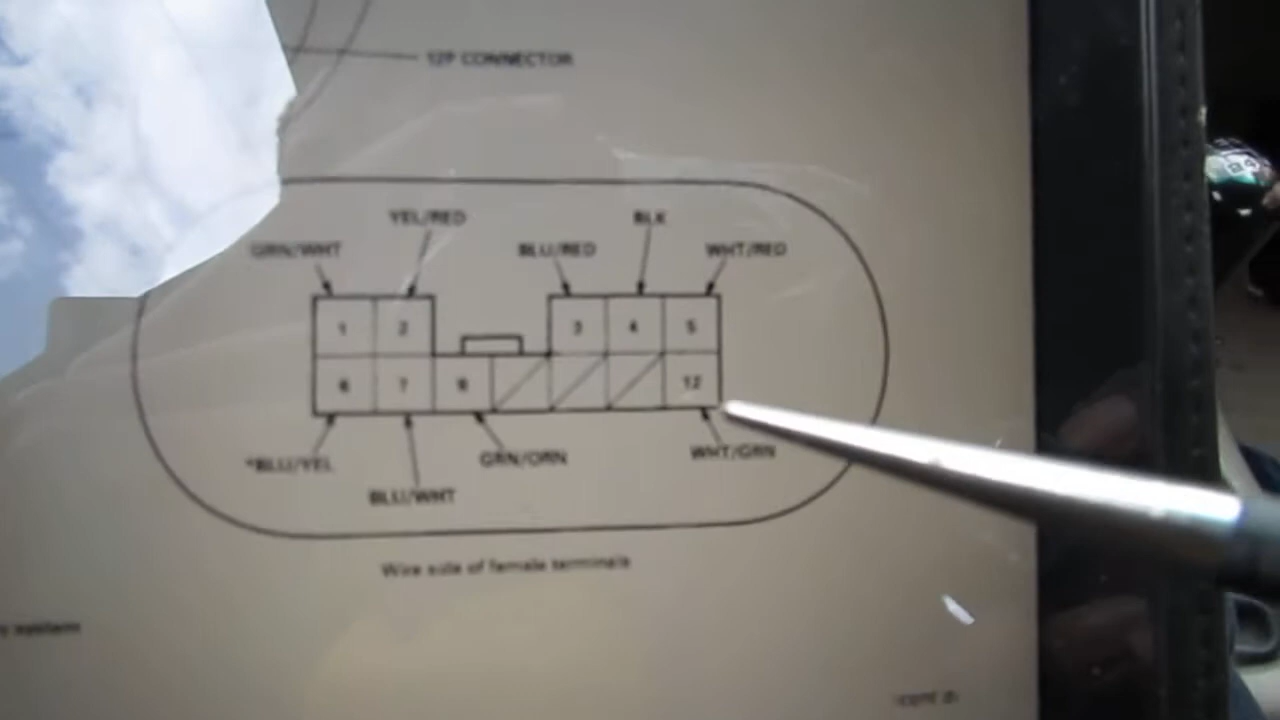 12P CONNECTOR
YEL/RED
BLK
GRN/WHT
BLU/RED
WHT/RED
1
2
3
4
5
6
7
8
12
*BLU/YEL
GRN/ORN
WHT/GRN
BLU/WHT
Wire side of female terminals